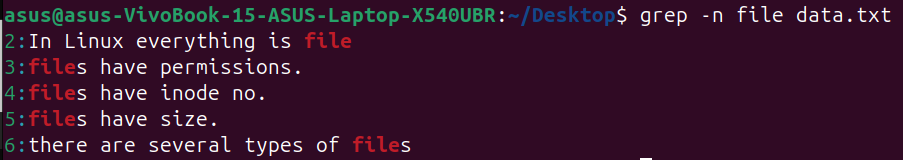 asus@asus-VivoBook-15-ASUS-Laptop-X540UBR:~/Desktop$ grep -n file data.txt
2:In Linux everything is file
3:files have permissions.
4:files have inode no.
5:files have size.
6:there are several types of files